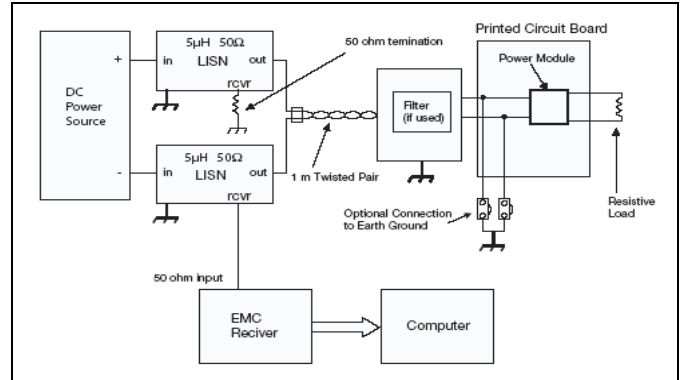 Printed Circuit Board
5µH 50Ω
LISN
in
out
rcvr
50 ohm temination
Power Module
DC
Power
Source
+
-
Filter
(if used)
5µH 50Ω
LISN
in
out
rcvr
1 m Twisted Pair
Optional Connection
to Earth Ground
Resistive
Load
50 ohm input
EMC
Reciver
Computer